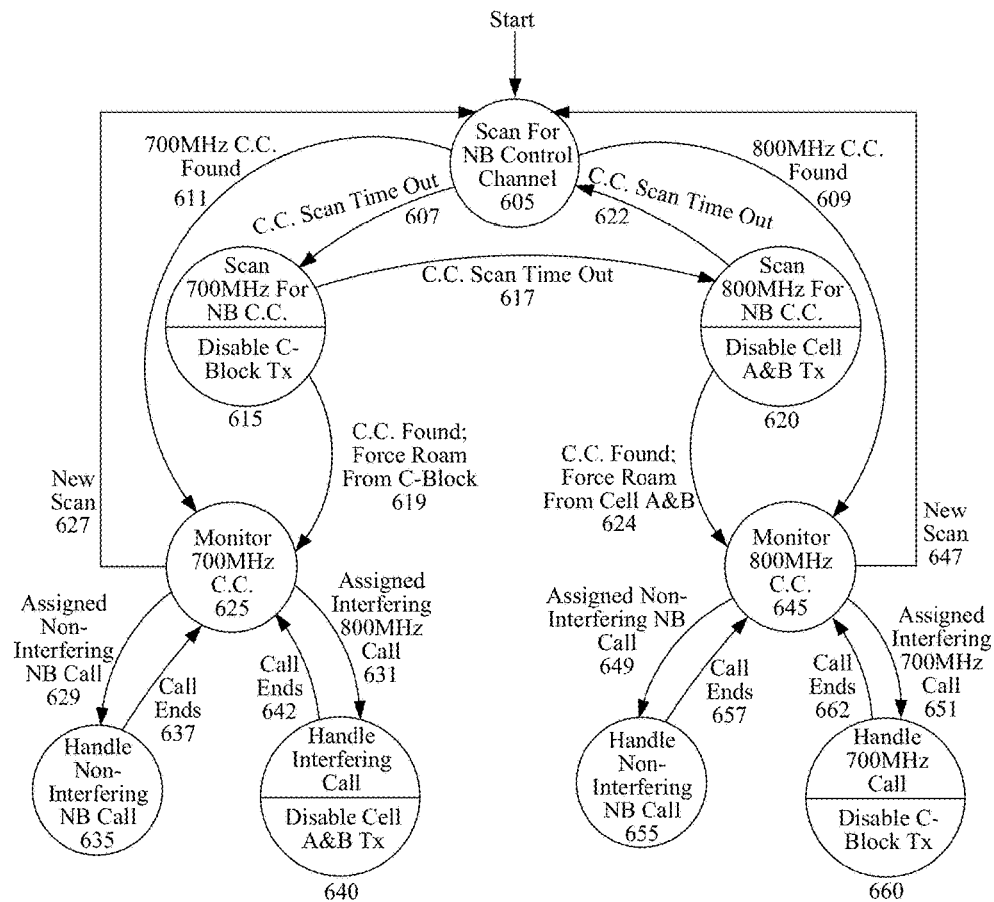 Start
Scan For
NB Control
Channel
605
700MHz C.C.
Found
611
800MHz C.C.
Found
609
C.C. Scan Time Out
607
C.C. Scan Time Out
622
Scan
700MHz For
NB C.C.
Disable C-
Block Tx
615
C.C. Scan Time Out
617
Scan
800MHz For
NB C.C.
Disable Cell
A&B Tx
620
C.C. Found;
Force Roam
From C-Block
619
C.C. Found;
Force Roam
From Cell A&B
624
New
Scan
627
Monitor
700MHz
C.C.
625
Monitor
800MHz
C.C.
645
New
Scan
647
Assigned
Non-
Interfering
NB Call
629
Call
Ends
637
Call
Ends
642
Assigned
Interfering
800MHz
Call
631
Assigned Non-
Interfering NB
Call
649
Call
Ends
657
Call
Ends
662
Assigned
Interfering
700MHz
Call
651
Handle
Non-
Interfering
NB Call
635
Handle
Interfering
Call
Disable Cell
A&B Tx
640
Handle
Non-
Interfering
NB Call
655
Handle
700MHz
Call
Disable C-
Block Tx
660